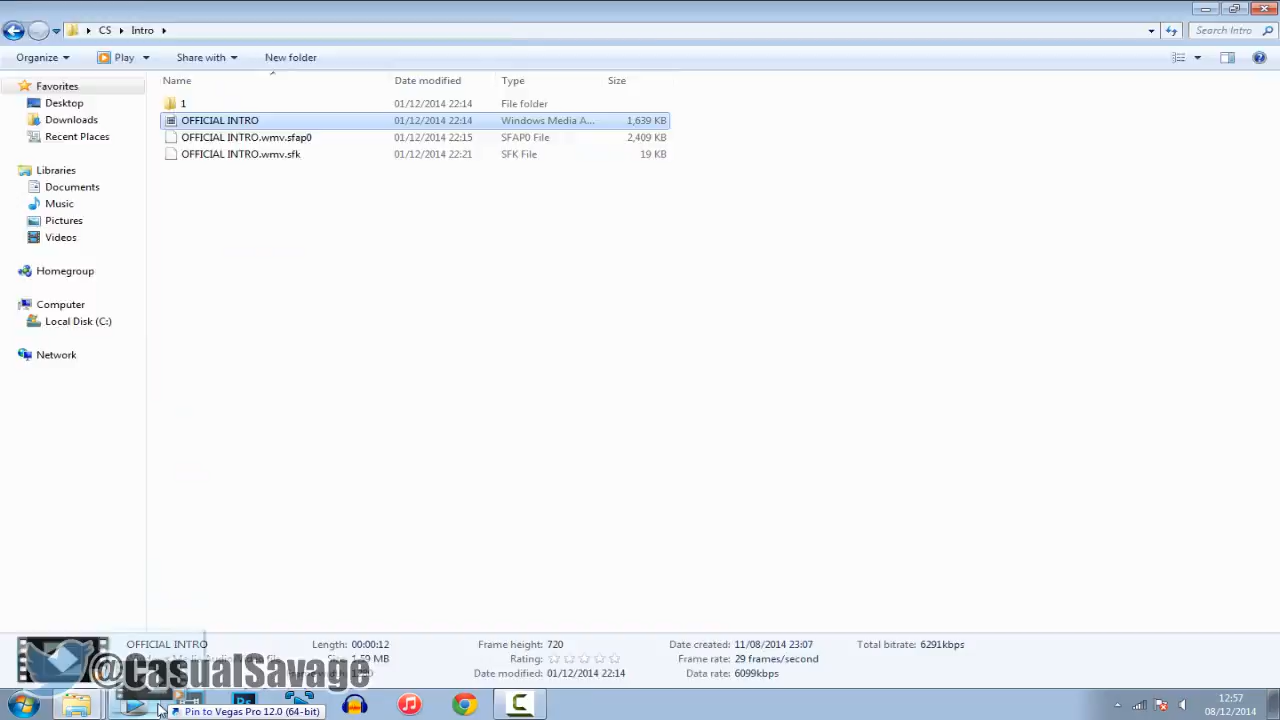 CS Intro
Search Intro
Organize Play Share with New folder
Name Date modified Type Size
Favorites
Desktop
Downloads
Recent Places
Libraries
Documents
Music
Pictures
Videos
Homegroup
Computer
Local Disk (C:)
Network
1 01/12/2014 22:14 File folder
OFFICIAL INTRO 01/12/2014 22:14 Windows Media A... 1,639 KB
OFFICIAL INTRO.wmv.sfap0 01/12/2014 22:15 SFAP0 File 2,409 KB
OFFICIAL INTRO.wmv.sfk 01/12/2014 22:21 SFK File 19 KB
OFFICIAL INTRO Length: 00:00:12 Frame height: 720 Date created: 11/08/2014 23:07 Total bitrate: 6291kbps
1.59 MB Rating: Frame rate: 29 frames/second
Date modified: 01/12/2014 22:14 Data rate: 6099kbps
@CasualSavage
Pin to Vegas Pro 12.0 (64-bit)
12:57
08/12/2014